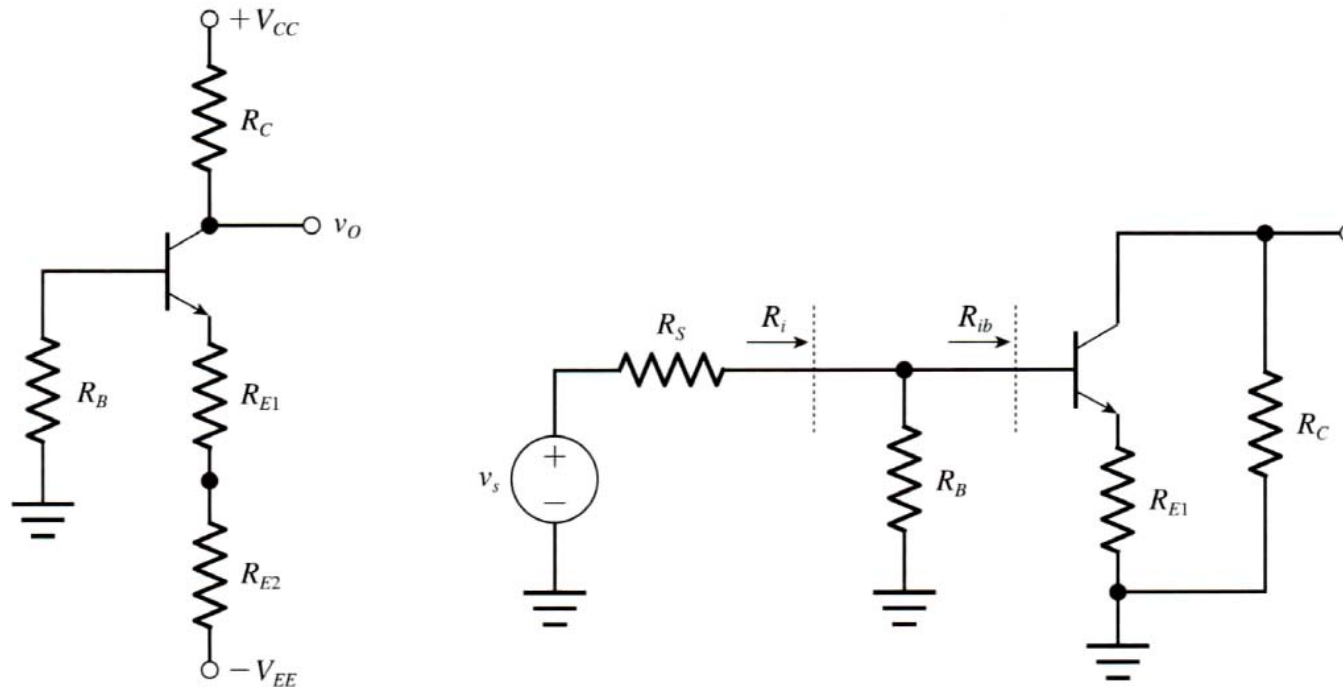 +V_CC
R_C
v_O
R_B
R_E1
R_E2
−V_EE
R_S
R_i
R_ib
v_s
+
−
R_B
R_E1
R_C